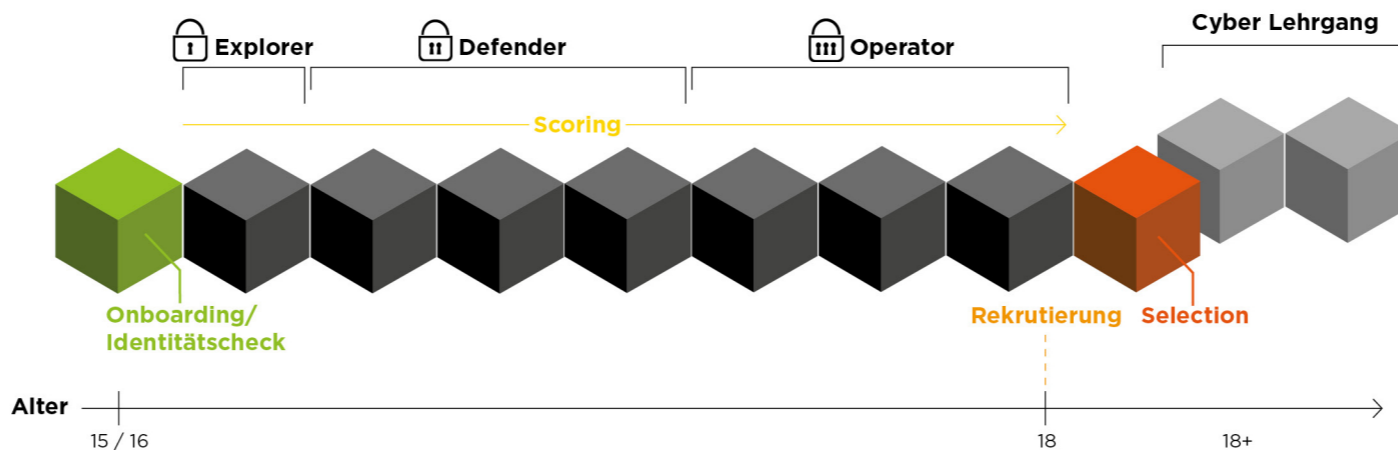 Cyber Lehrgang
Explorer
Defender
Operator
Scoring
Onboarding/
Identitätscheck
Rekrutierung
Selection
Alter
15 / 16
18
18+